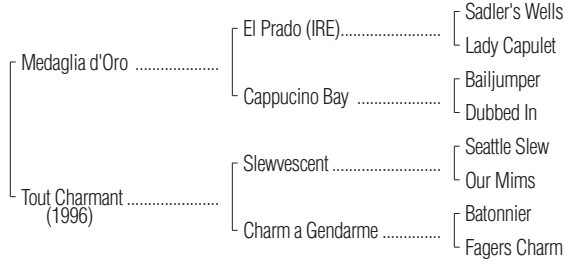 Sadler's Wells
El Prado (IRE)........................
Lady Capulet
Medaglia d'Oro .....................
Bailjumper
Cappucino Bay .....................
Dubbed In
Seattle Slew
Slewvescent ...........................
Our Mims
Tout Charmant .......................
(1996)
Batonnier
Charm a Gendarme ...............
Fagers Charm